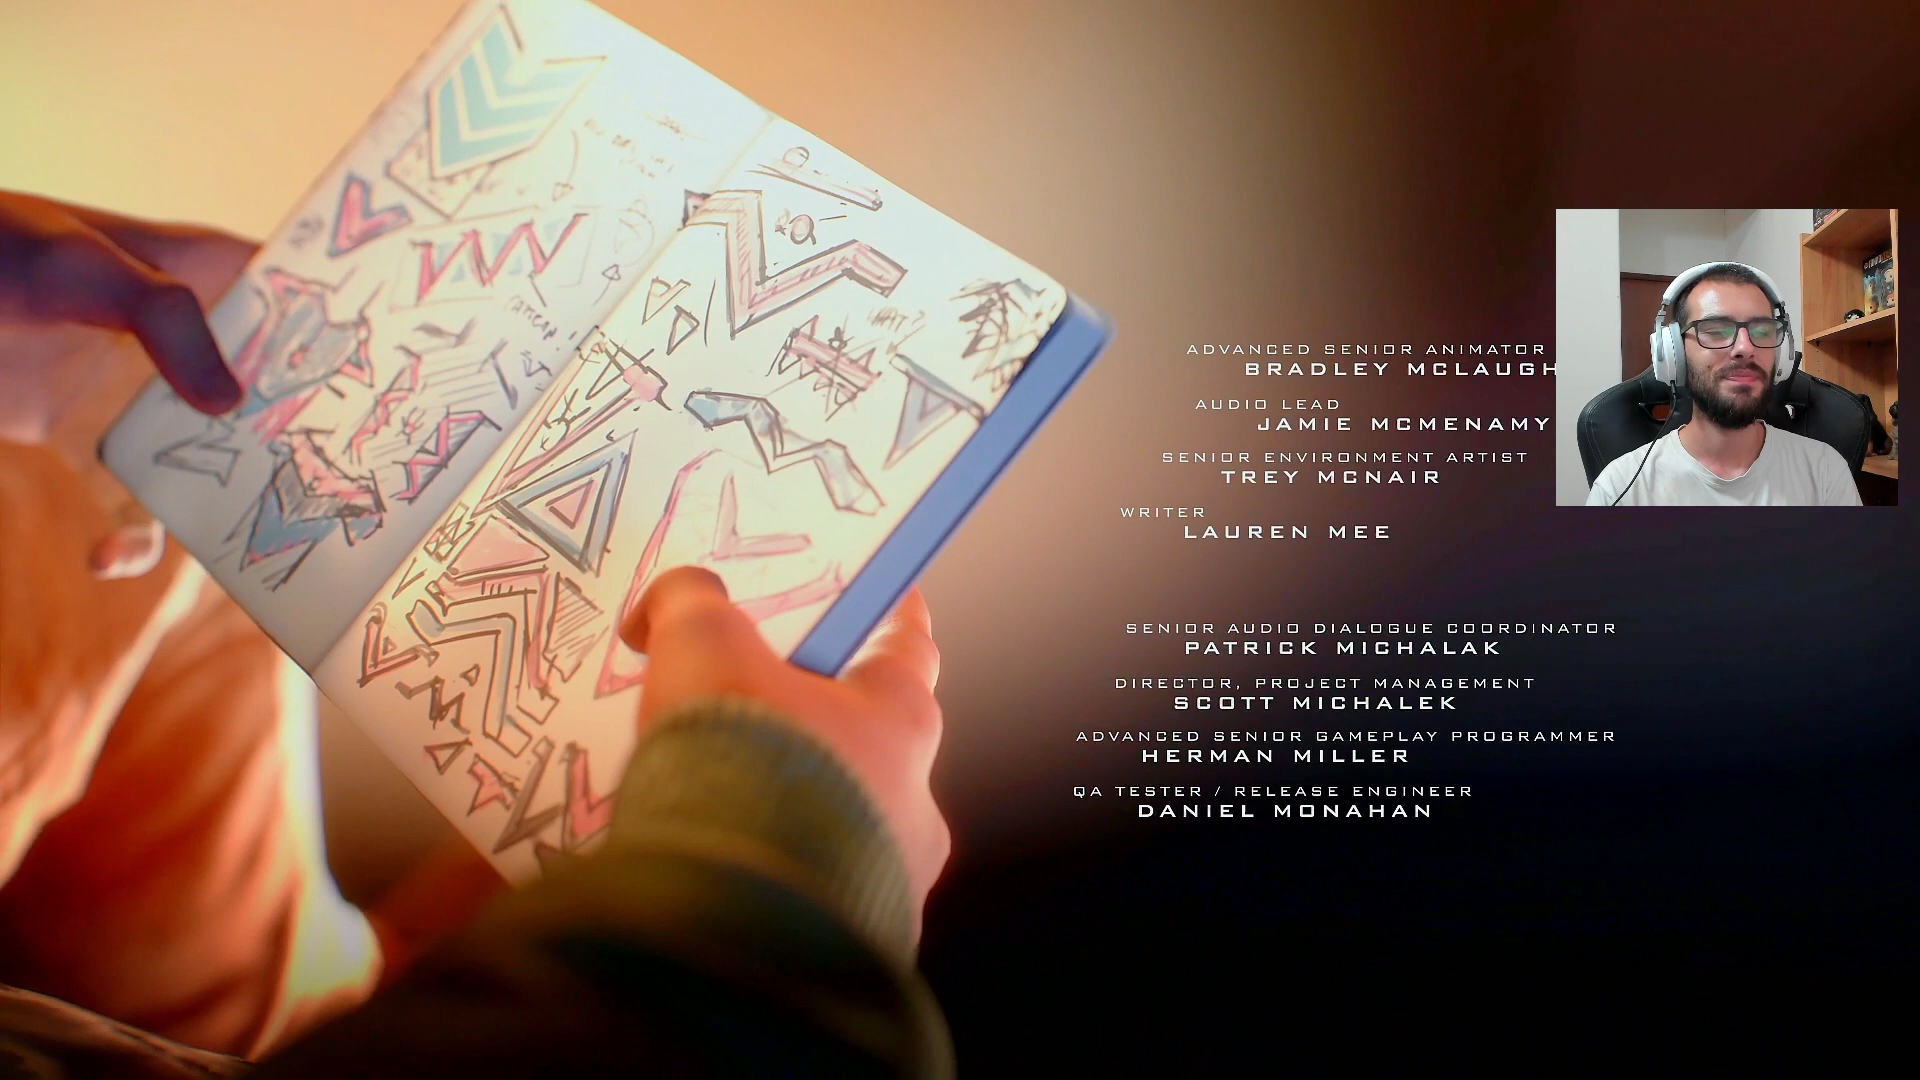 ADVANCED SENIOR ANIMATOR
BRADLEY MCLAUGH
AUDIO LEAD
JAMIE MCMENAMY
SENIOR ENVIRONMENT ARTIST
TREY MCNAIR
WRITER
LAUREN MEE
SENIOR AUDIO DIALOGUE COORDINATOR
PATRICK MICHALAK
DIRECTOR, PROJECT MANAGEMENT
SCOTT MICHALEK
ADVANCED SENIOR GAMEPLAY PROGRAMMER
HERMAN MILLER
QA TESTER / RELEASE ENGINEER
DANIEL MONAHAN